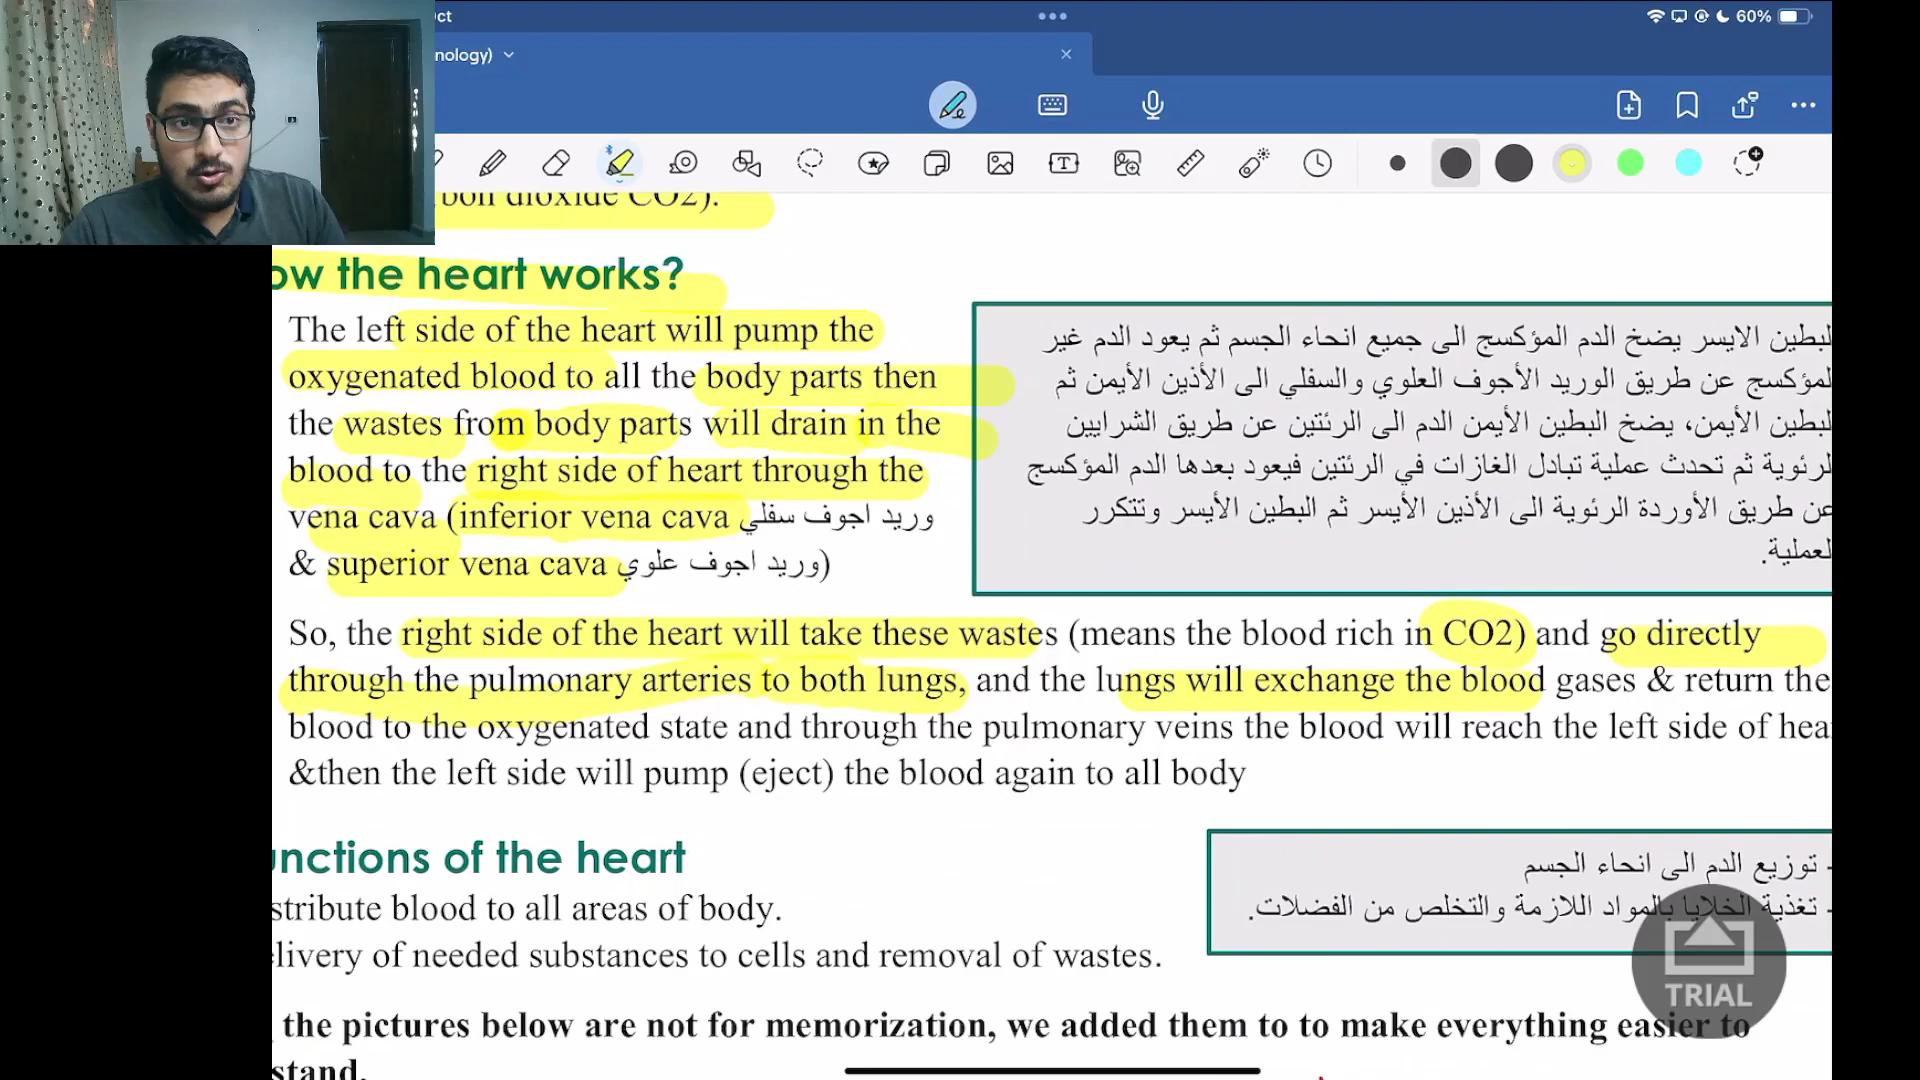 ct
60%
nology)
bon dioxide CO2).
ow the heart works?
The left side of the heart will pump the
oxygenated blood to all the body parts then
the wastes from body parts will drain in the
blood to the right side of heart through the
vena cava (inferior vena cava وريد اجوف سفلي
& superior vena cava وريد اجوف علوي)
لبطين الايسر يضخ الدم المؤكسج الى جميع انحاء الجسم ثم يعود الدم غير
لمؤكسج عن طريق الوريد الأجوف العلوي والسفلي الى الأذين الأيمن ثم
لبطين الأيمن، يضخ البطين الأيمن الدم الى الرئتين عن طريق الشرايين
لرئوية ثم تحدث عملية تبادل الغازات في الرئتين فيعود بعدها الدم المؤكسج
عن طريق الأوردة الرئوية الى الأذين الأيسر ثم البطين الأيسر وتتكرر
لعملية.
So, the right side of the heart will take these wastes (means the blood rich in CO2) and go directly
through the pulmonary arteries to both lungs, and the lungs will exchange the blood gases & return the
blood to the oxygenated state and through the pulmonary veins the blood will reach the left side of hea
&then the left side will pump (eject) the blood again to all body
unctions of the heart
stribute blood to all areas of body.
elivery of needed substances to cells and removal of wastes.
- توزيع الدم الى انحاء الجسم
- تغذية الخلايا بالمواد اللازمة والتخلص من الفضلات.
TRIAL
the pictures below are not for memorization, we added them to to make everything easier to
stand.